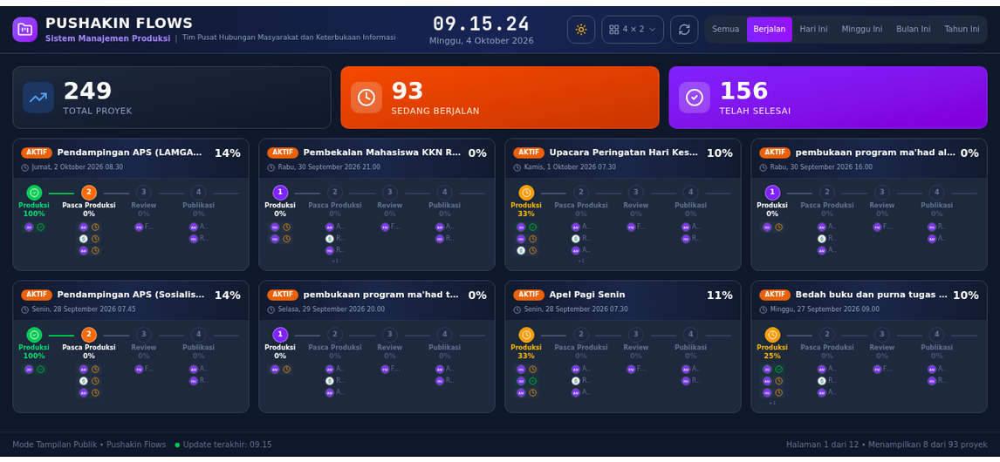 PUSHAKIN FLOWS
Sistem Manajemen Produksi | Tim Pusat Hubungan Masyarakat dan Keterbukaan Informasi
09.15.24
Minggu, 4 Oktober 2026
4 × 2
Semua Berjalan Hari Ini Minggu Ini Bulan Ini Tahun Ini
249
TOTAL PROYEK
93
SEDANG BERJALAN
156
TELAH SELESAI
AKTIF Pendampingan APS (LAMGA... 14%
Jumat, 2 Oktober 2026 08.30
2 3 4
Produksi Pasca Produksi Review Publikasi
100% 0% 0% 0%
F... A..
R..
AKTIF Pembekalan Mahasiswa KKN R... 0%
Rabu, 30 September 2026 21.00
1 2 3 4
Produksi Pasca Produksi Review Publikasi
0% 0% 0% 0%
A.. F... A..
R.. R..
R..
+1
AKTIF Upacara Peringatan Hari Kes... 10%
Kamis, 1 Oktober 2026 07.30
2 3 4
Produksi Pasca Produksi Review Publikasi
33% 0% 0% 0%
A.. F... A..
R.. R..
A..
+1
AKTIF pembukaan program ma'had al... 0%
Rabu, 30 September 2026 16.00
1 2 3 4
Produksi Pasca Produksi Review Publikasi
0% 0% 0% 0%
A.. F... R..
R.. A..
A..
AKTIF Pendampingan APS (Sosialis... 14%
Senin, 28 September 2026 07.45
2 3 4
Produksi Pasca Produksi Review Publikasi
100% 0% 0% 0%
F... A..
R..
AKTIF pembukaan program ma'had t... 0%
Selasa, 29 September 2026 20.00
1 2 3 4
Produksi Pasca Produksi Review Publikasi
0% 0% 0% 0%
A.. F... A..
R.. R..
A..
AKTIF Apel Pagi Senin 11%
Senin, 28 September 2026 07.30
2 3 4
Produksi Pasca Produksi Review Publikasi
33% 0% 0% 0%
A.. F... A..
R.. R..
A..
AKTIF Bedah buku dan purna tugas ... 10%
Minggu, 27 September 2026 09.00
2 3 4
Produksi Pasca Produksi Review Publikasi
25% 0% 0% 0%
A.. F... A..
R.. R..
A..
+1
Mode Tampilan Publik • Pushakin Flows Update terakhir: 09.15
Halaman 1 dari 12 • Menampilkan 8 dari 93 proyek